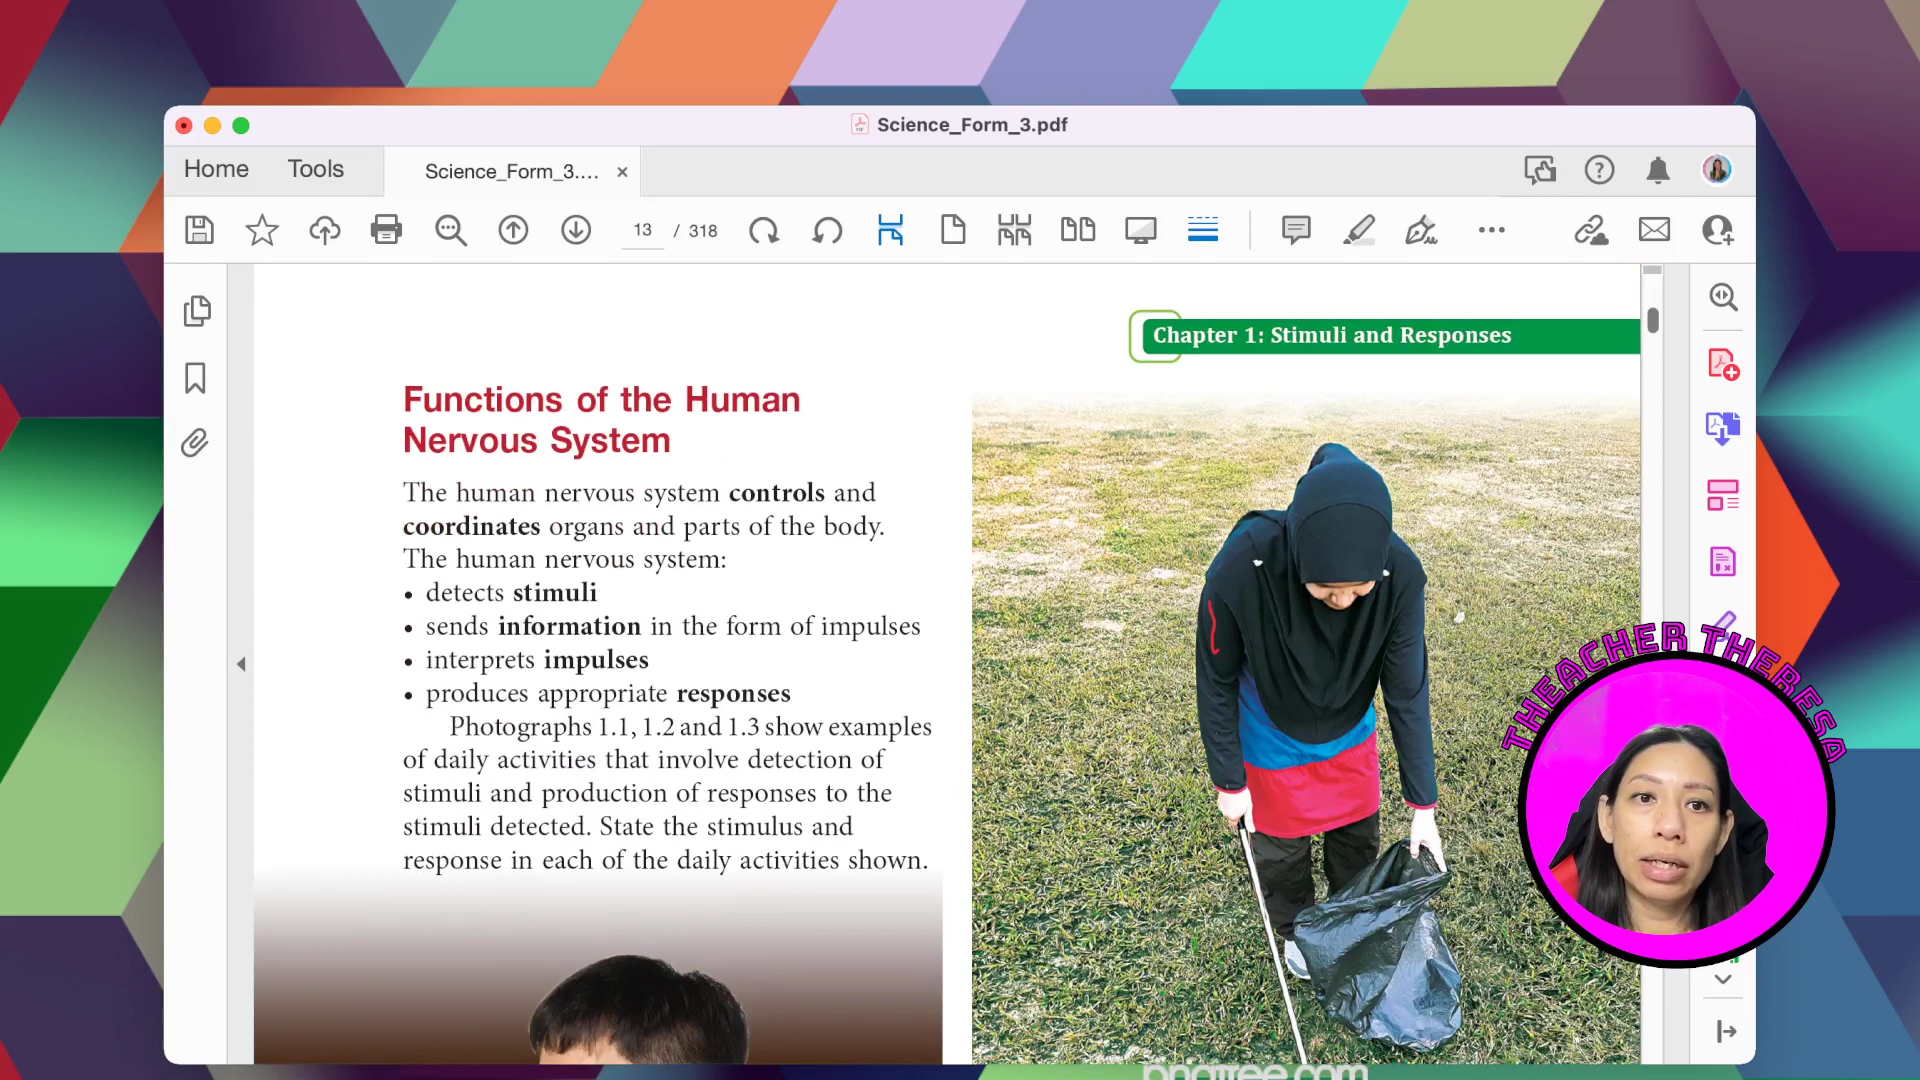 Science_Form_3.pdf
Home
Tools
Science_Form_3....
13 / 318
Chapter 1: Stimuli and Responses
Functions of the Human
Nervous System
The human nervous system controls and
coordinates organs and parts of the body.
The human nervous system:
• detects stimuli
• sends information in the form of impulses
• interprets impulses
• produces appropriate responses
Photographs 1.1, 1.2 and 1.3 show examples
of daily activities that involve detection of
stimuli and production of responses to the
stimuli detected. State the stimulus and
response in each of the daily activities shown.
THEACHER THERESA
pngtree.com